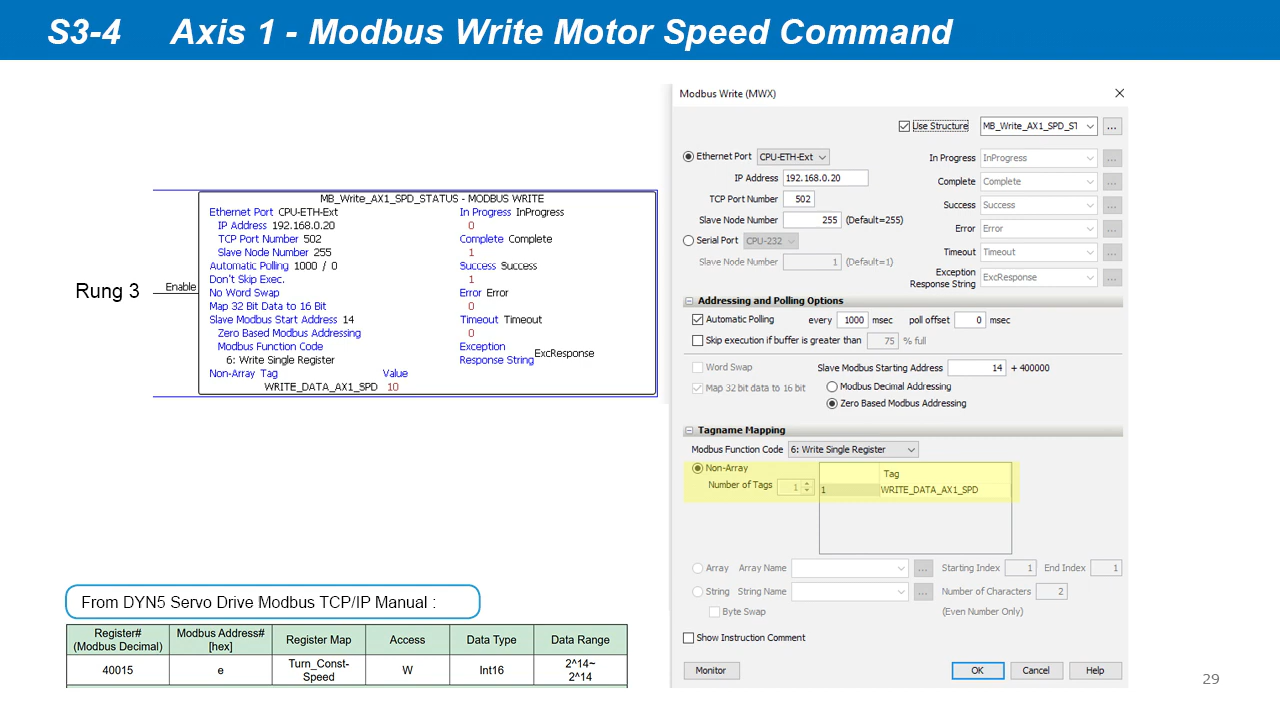 S3-4 Axis 1 - Modbus Write Motor Speed Command
Rung 3
Enable
MB_Write_AX1_SPD_STATUS - MODBUS WRITE
Ethernet Port CPU-ETH-Ext
IP Address 192.168.0.20
TCP Port Number 502
Slave Node Number 255
Automatic Polling 1000 / 0
Don't Skip Exec.
No Word Swap
Map 32 Bit Data to 16 Bit
Slave Modbus Start Address 14
Zero Based Modbus Addressing
Modbus Function Code
6: Write Single Register
Non-Array Tag Value
WRITE_DATA_AX1_SPD 10
In Progress InProgress
0
Complete Complete
1
Success Success
1
Error Error
0
Timeout Timeout
0
Exception
Response String ExcResponse
From DYN5 Servo Drive Modbus TCP/IP Manual :
Register#
(Modbus Decimal)
Modbus Address#
[hex]
Register Map
Access
Data Type
Data Range
40015
e
Turn_Const-
Speed
W
Int16
2^14~
2^14
Modbus Write (MWX)
Use Structure MB_Write_AX1_SPD_ST ...
Ethernet Port CPU-ETH-Ext
IP Address 192.168.0.20
TCP Port Number 502
Slave Node Number 255 (Default=255)
Serial Port CPU-232
Slave Node Number 1 (Default=1)
In Progress InProgress ...
Complete Complete ...
Success Success ...
Error Error ...
Timeout Timeout ...
Exception
Response String ExcResponse ...
Addressing and Polling Options
Automatic Polling every 1000 msec poll offset 0 msec
Skip execution if buffer is greater than 75 % full
Word Swap Slave Modbus Starting Address 14 + 400000
Map 32 bit data to 16 bit Modbus Decimal Addressing
Zero Based Modbus Addressing
Tagname Mapping
Modbus Function Code 6: Write Single Register
Non-Array
Number of Tags 1
Tag
1 WRITE_DATA_AX1_SPD
Array Array Name ... Starting Index 1 End Index 1
String String Name ... Number of Characters 2
Byte Swap (Even Number Only)
Show Instruction Comment
Monitor OK Cancel Help
29